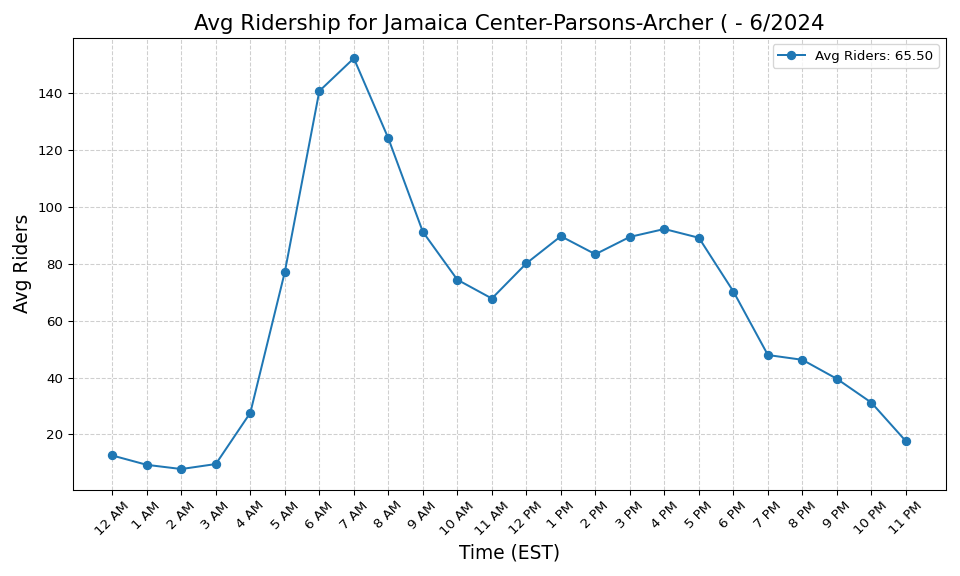 Avg Ridership for Jamaica Center-Parsons-Archer ( - 6/2024
Avg Riders: 65.50
Avg Riders
140
120
100
80
60
40
20
12 AM
1 AM
2 AM
3 AM
4 AM
5 AM
6 AM
7 AM
8 AM
9 AM
10 AM
11 AM
12 PM
1 PM
2 PM
3 PM
4 PM
5 PM
6 PM
7 PM
8 PM
9 PM
10 PM
11 PM
Time (EST)